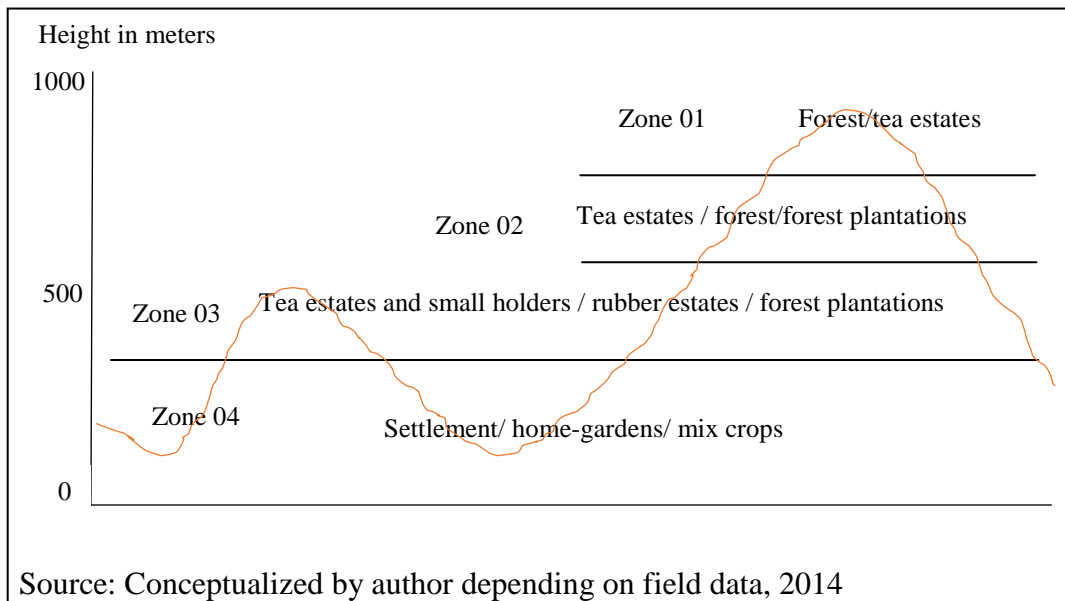 Height in meters
1000
Zone 01 Forest/tea estates
Zone 02 Tea estates / forest/forest plantations
500
Zone 03 Tea estates and small holders / rubber estates / forest plantations
Zone 04 Settlement/ home-gardens/ mix crops
0
Source: Conceptualized by author depending on field data, 2014